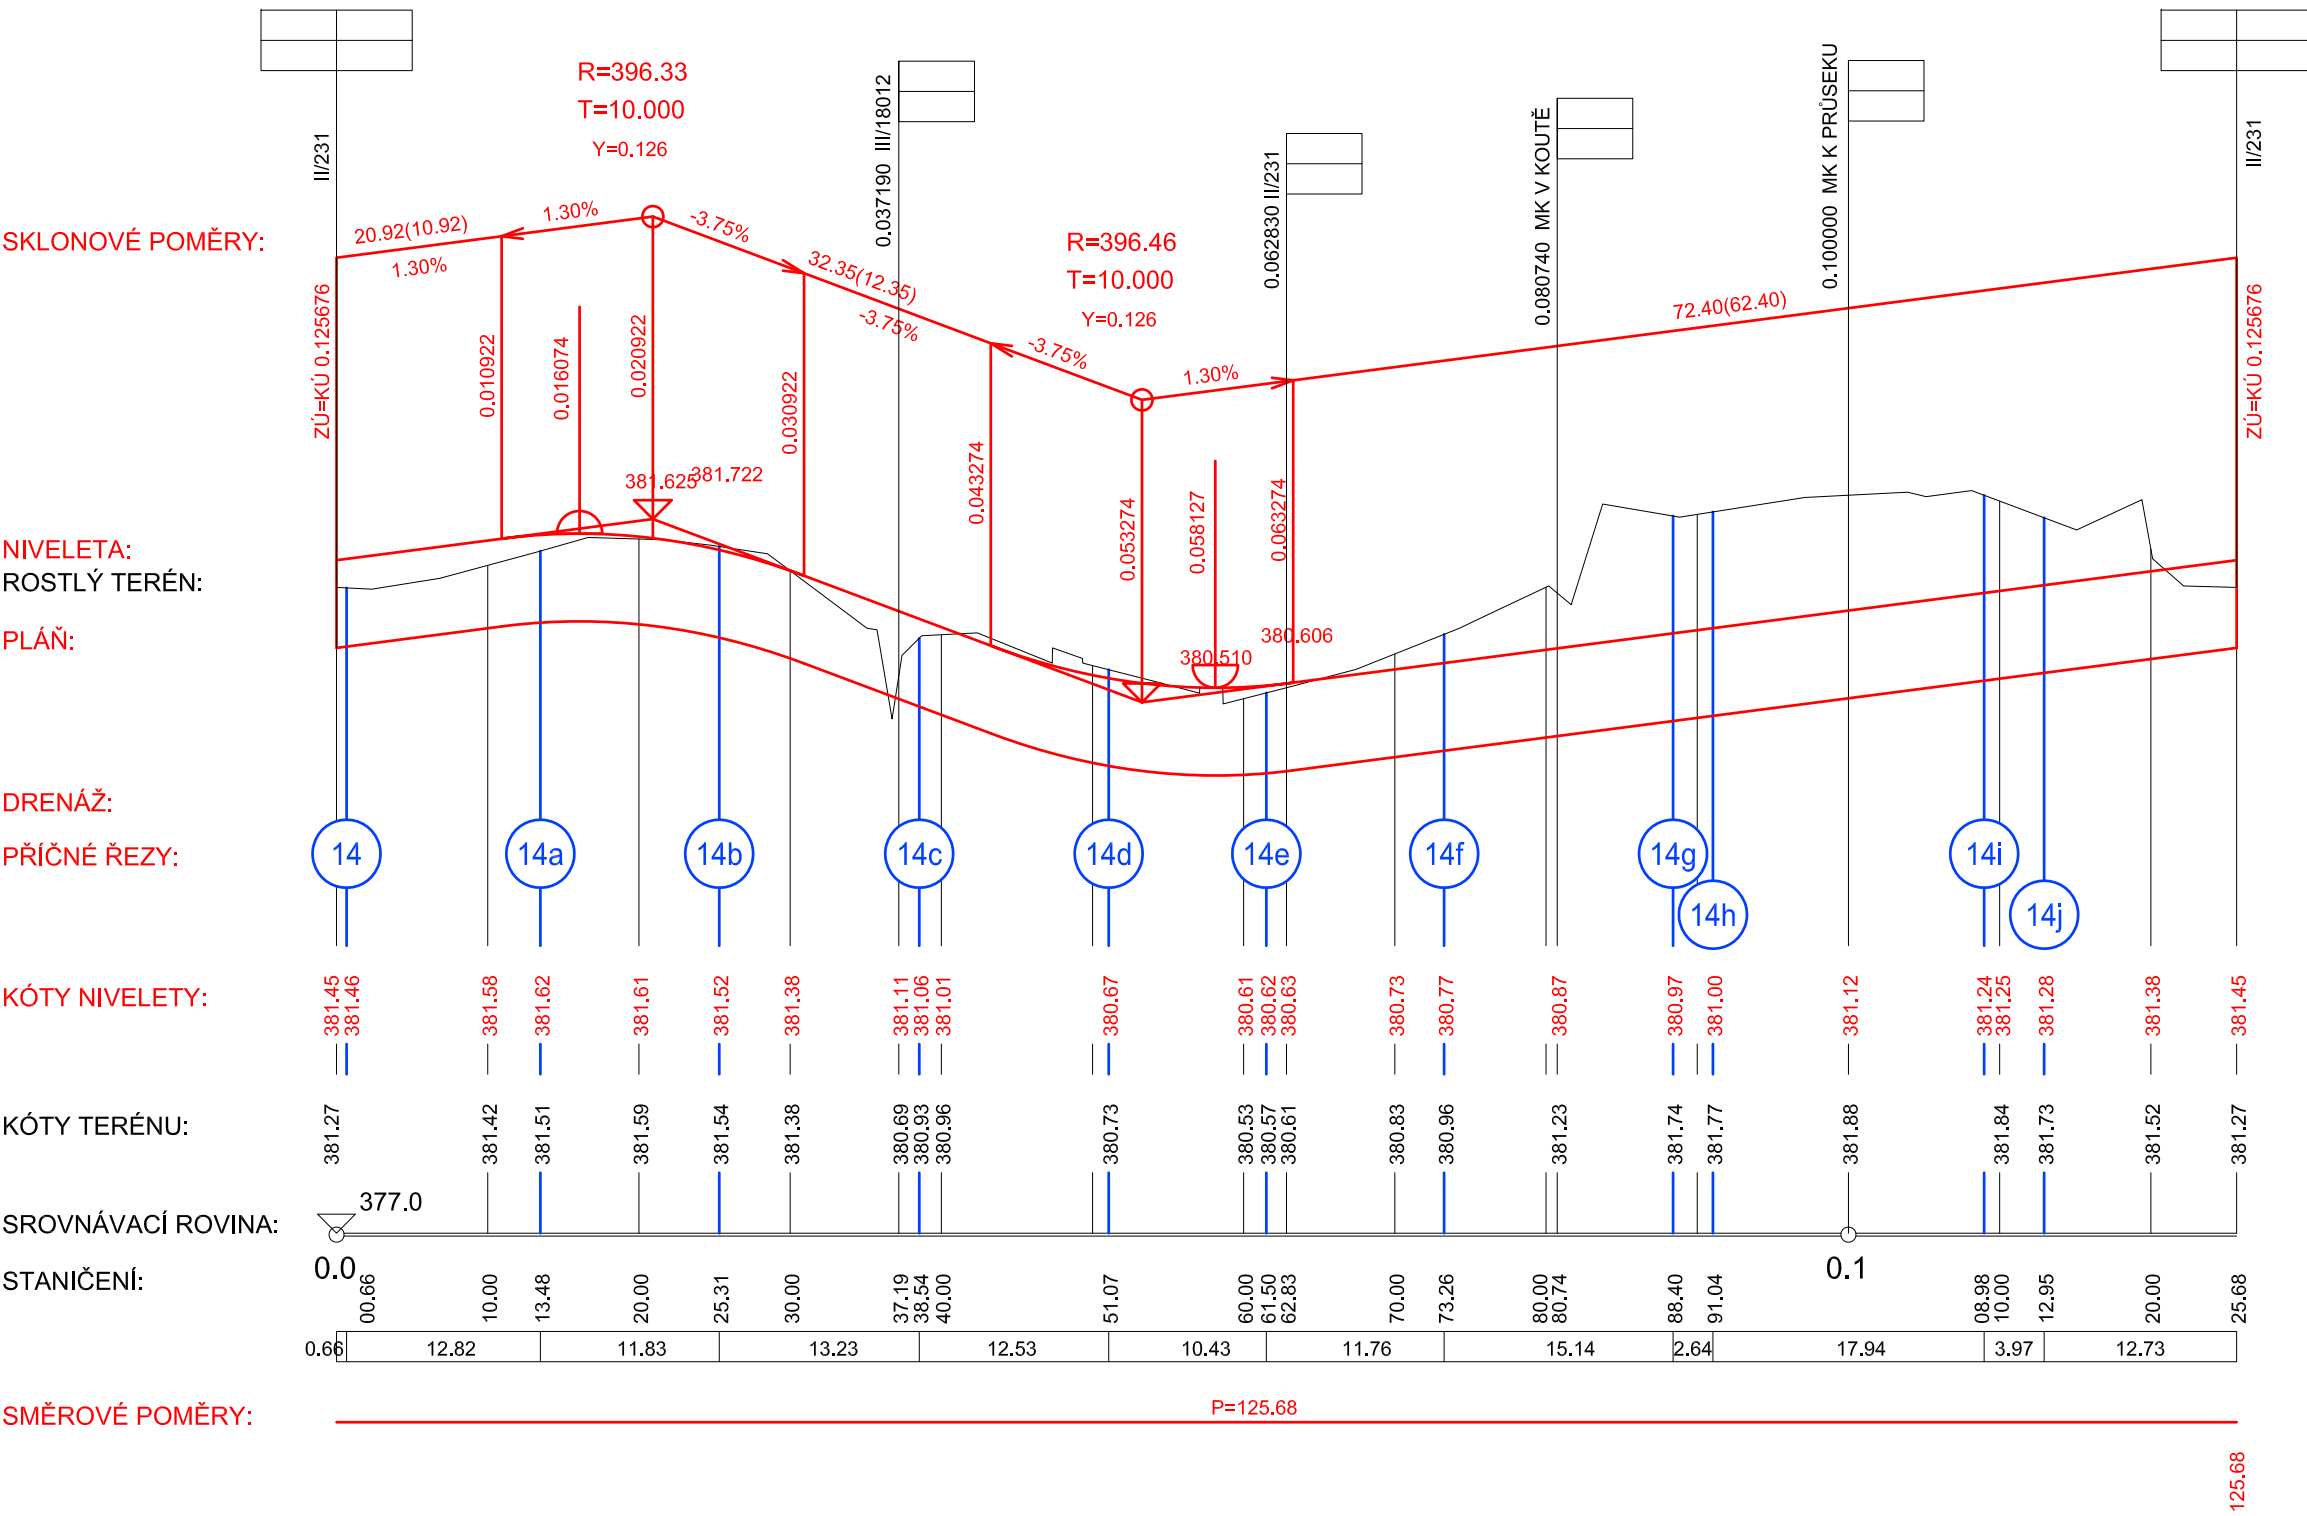 II/231
R=396.33
T=10.000
Y=0.126
0.037190 III/18012
R=396.46
T=10.000
Y=0.126
0.062830 II/231
0.080740 MK V KOUTĚ
0.100000 MK K PRŮSEKU
II/231
SKLONOVÉ POMĚRY:
20.92(10.92)
1.30%
1.30%
-3.75%
32.35(12.35)
-3.75%
-3.75%
1.30%
72.40(62.40)
ZÚ=KÚ 0.125676
0.010922
0.016074
0.020922
0.030922
0.043274
0.053274
0.058127
0.063274
ZÚ=KÚ 0.125676
381.625
381.722
380.510
380.606
NIVELETA:
ROSTLÝ TERÉN:
PLÁŇ:
DRENÁŽ:
PŘÍČNÉ ŘEZY:
14 14a 14b 14c 14d 14e 14f 14g 14h 14i 14j
KÓTY NIVELETY:
381.45 381.46 381.58 381.62 381.61 381.52 381.38 381.11 381.06 381.01 380.67 380.61 380.62 380.63 380.73 380.77 380.87 380.97 381.00 381.12 381.24 381.25 381.28 381.38 381.45
KÓTY TERÉNU:
381.27 381.42 381.51 381.59 381.54 381.38 380.69 380.93 380.96 380.73 380.53 380.57 380.61 380.83 380.96 381.23 381.74 381.77 381.88 381.84 381.73 381.52 381.27
SROVNÁVACÍ ROVINA:
377.0
0.0
0.1
STANIČENÍ:
00.66 10.00 13.48 20.00 25.31 30.00 37.19 38.54 40.00 51.07 60.00 61.50 62.83 70.00 73.26 80.00 80.74 88.40 91.04 08.98 10.00 12.95 20.00 25.68
0.66 12.82 11.83 13.23 12.53 10.43 11.76 15.14 2.64 17.94 3.97 12.73
SMĚROVÉ POMĚRY:
P=125.68
125.68